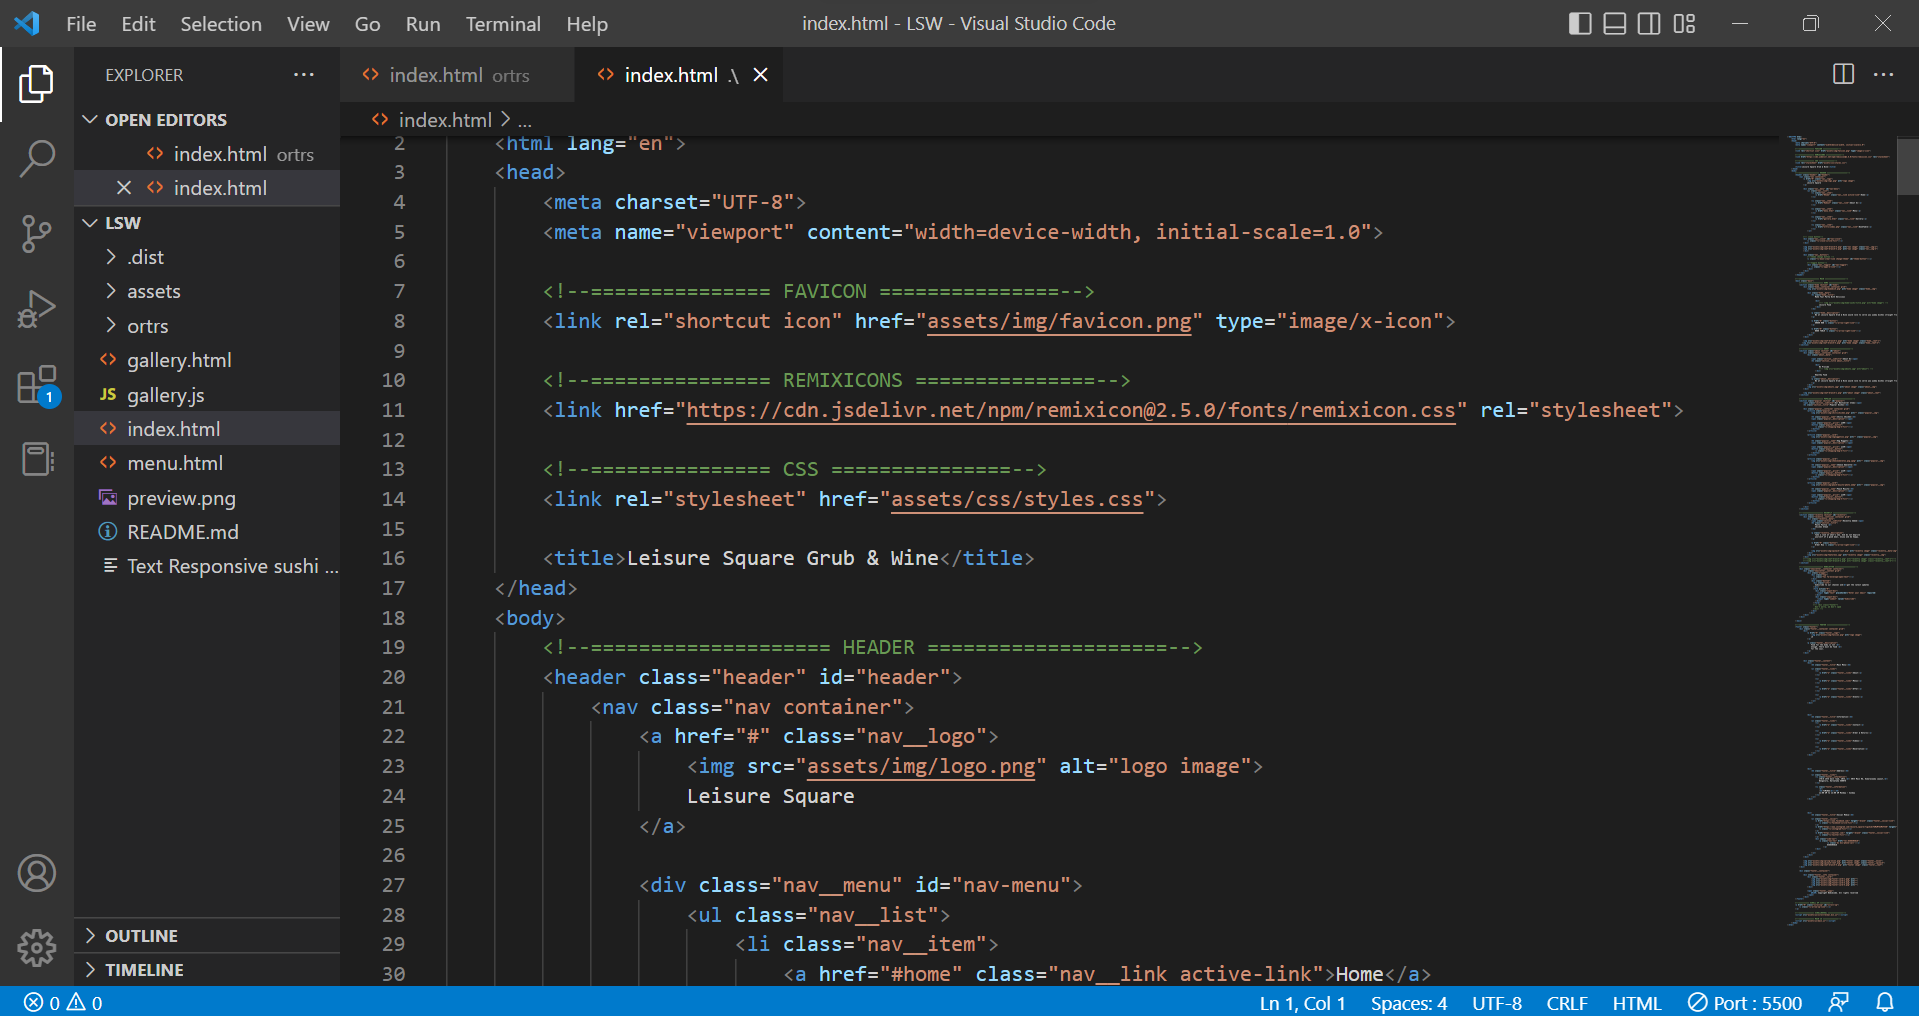 File Edit Selection View Go Run Terminal Help
index.html - LSW - Visual Studio Code
EXPLORER
OPEN EDITORS
index.html ortrs
index.html
LSW
.dist
assets
ortrs
gallery.html
JS gallery.js
index.html
menu.html
preview.png
README.md
Text Responsive sushi ...
OUTLINE
TIMELINE
1
index.html ortrs
index.html .\
index.html > ...
2 <html lang="en">
3 <head>
4 <meta charset="UTF-8">
5 <meta name="viewport" content="width=device-width, initial-scale=1.0">
6
7 <!--=============== FAVICON ===============-->
8 <link rel="shortcut icon" href="assets/img/favicon.png" type="image/x-icon">
9
10 <!--=============== REMIXICONS ===============-->
11 <link href="https://cdn.jsdelivr.net/npm/remixicon@2.5.0/fonts/remixicon.css" rel="stylesheet">
12
13 <!--=============== CSS ===============-->
14 <link rel="stylesheet" href="assets/css/styles.css">
15
16 <title>Leisure Square Grub & Wine</title>
17 </head>
18 <body>
19 <!--==================== HEADER ====================-->
20 <header class="header" id="header">
21 <nav class="nav container">
22 <a href="#" class="nav__logo">
23 <img src="assets/img/logo.png" alt="logo image">
24 Leisure Square
25 </a>
26
27 <div class="nav__menu" id="nav-menu">
28 <ul class="nav__list">
29 <li class="nav__item">
30 <a href="#home" class="nav__link active-link">Home</a>
0 0
Ln 1, Col 1 Spaces: 4 UTF-8 CRLF HTML Port : 5500